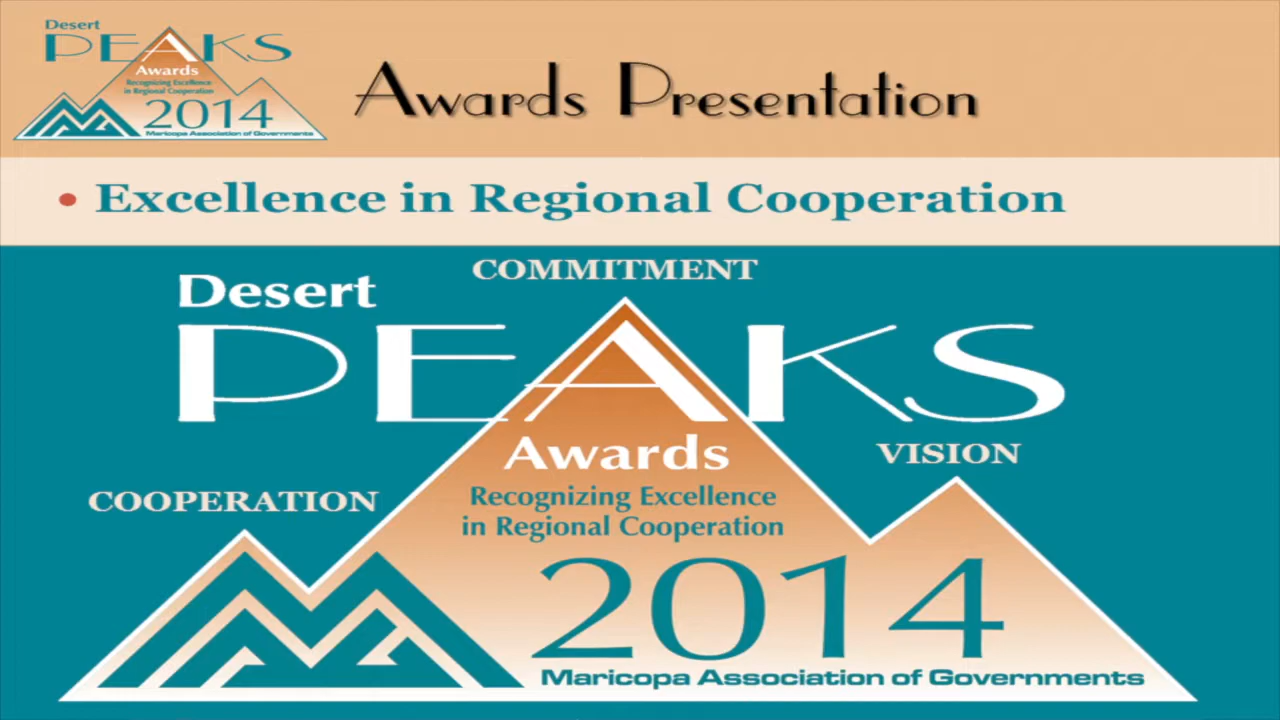 Desert
PEAKS
Awards
Recognizing Excellence
in Regional Cooperation
2014
Maricopa Association of Governments
Awards Presentation
• Excellence in Regional Cooperation
COMMITMENT
Desert
PEAKS
Awards
VISION
COOPERATION
Recognizing Excellence
in Regional Cooperation
2014
Maricopa Association of Governments